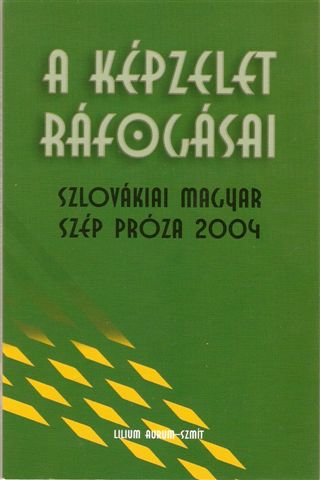 A KÉPZELET
RÁFOGÁSAI
SZLOVÁKIAI MAGYAR
SZÉP PRÓZA 2004
LILIUM AURUM–SZMÍT